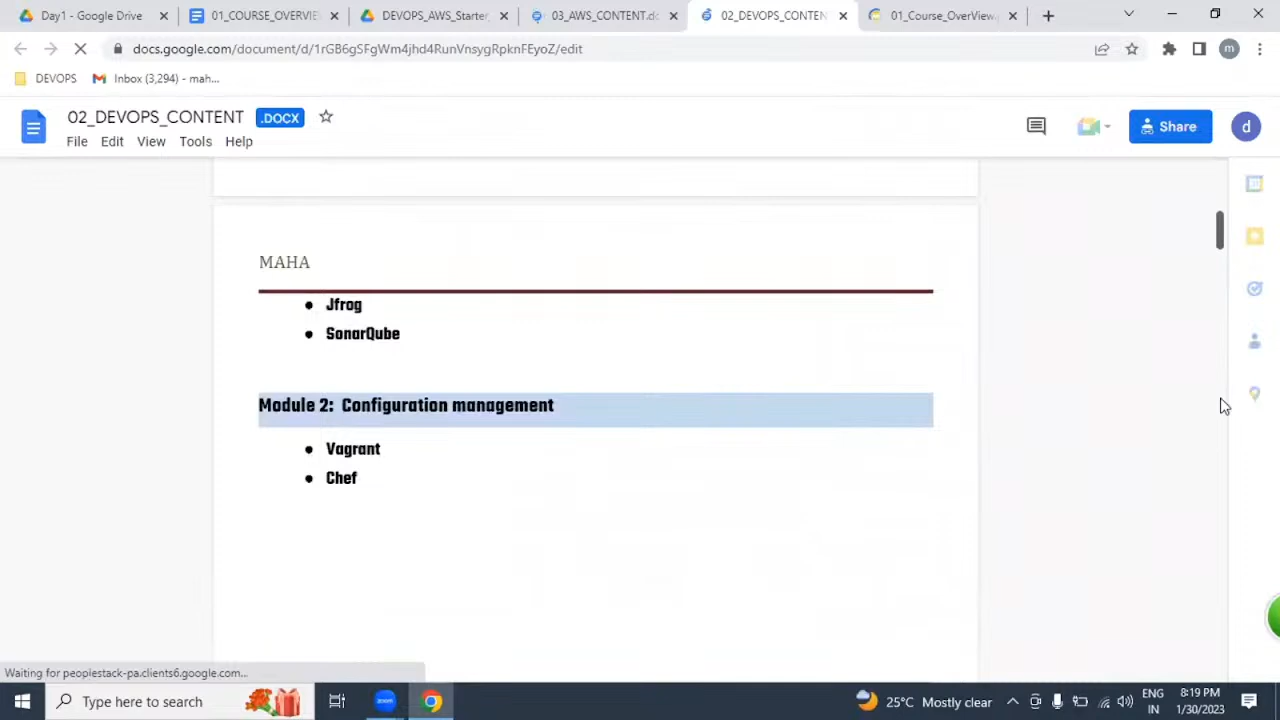 Day1 - Google Drive
01_COURSE_OVERVIE
DEVOPS_AWS_Starter
03_AWS_CONTENT.do
02_DEVOPS_CONTEN
01_Course_OverView
docs.google.com/document/d/1rGB6gSFgWm4jhd4RunVnsygRpknFEyoZ/edit
m
DEVOPS
Inbox (3,294) - mah...
02_DEVOPS_CONTENT
.DOCX
File Edit View Tools Help
Share
d
MAHA
Jfrog
SonarQube
Module 2: Configuration management
Vagrant
Chef
Waiting for peoplestack-pa.clients6.google.com...
Type here to search
zoom
25°C Mostly clear
ENG
IN
8:19 PM
1/30/2023